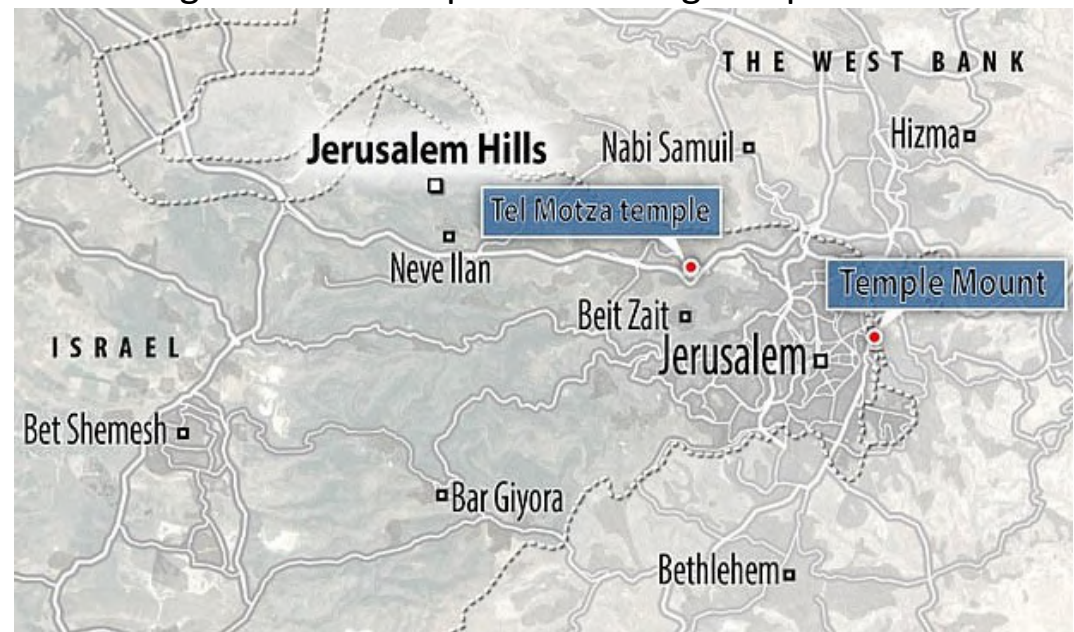 THE WEST BANK
Hizma
Jerusalem Hills
Nabi Samuil
Tel Motza temple
Neve Ilan
Temple Mount
Beit Zait
ISRAEL
Jerusalem
Bet Shemesh
Bar Giyora
Bethlehem